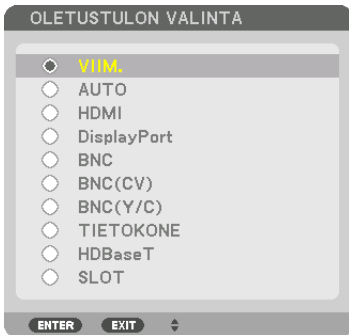 OLETUSTULON VALINTA
VIIM.
AUTO
HDMI
DisplayPort
BNC
BNC(CV)
BNC(Y/C)
TIETOKONE
HDBaseT
SLOT
ENTER EXIT